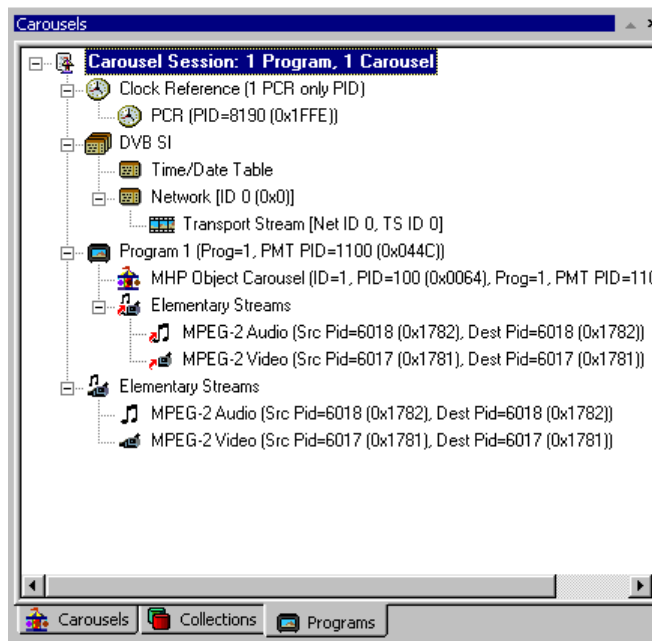 Carousels
Carousel Session: 1 Program, 1 Carousel
Clock Reference (1 PCR only PID)
PCR (PID=8190 (0x1FFE))
DVB SI
Time/Date Table
Network [ID 0 (0x0)]
Transport Stream [Net ID 0, TS ID 0]
Program 1 (Prog=1, PMT PID=1100 (0x044C))
MHP Object Carousel (ID=1, PID=100 (0x0064), Prog=1, PMT PID=110
Elementary Streams
MPEG-2 Audio (Src Pid=6018 (0x1782), Dest Pid=6018 (0x1782))
MPEG-2 Video (Src Pid=6017 (0x1781), Dest Pid=6017 (0x1781))
Elementary Streams
MPEG-2 Audio (Src Pid=6018 (0x1782), Dest Pid=6018 (0x1782))
MPEG-2 Video (Src Pid=6017 (0x1781), Dest Pid=6017 (0x1781))
Carousels Collections Programs